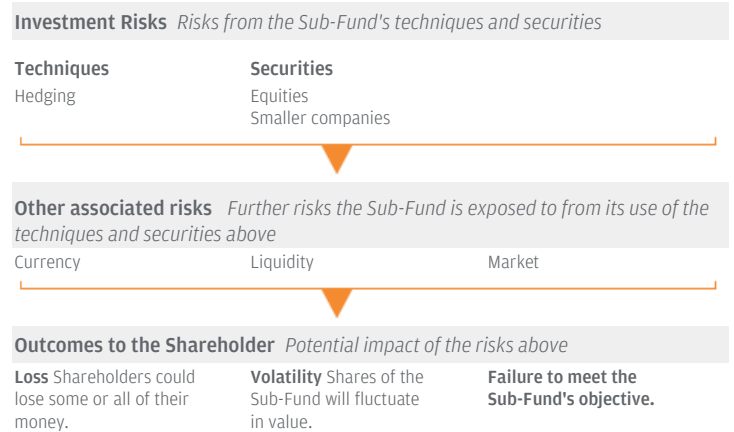 Investment Risks Risks from the Sub-Fund's techniques and securities
Techniques
Hedging
Securities
Equities
Smaller companies
Other associated risks Further risks the Sub-Fund is exposed to from its use of the
techniques and securities above
Currency
Liquidity
Market
Outcomes to the Shareholder Potential impact of the risks above
Loss Shareholders could
lose some or all of their
money.
Volatility Shares of the
Sub-Fund will fluctuate
in value.
Failure to meet the
Sub-Fund's objective.